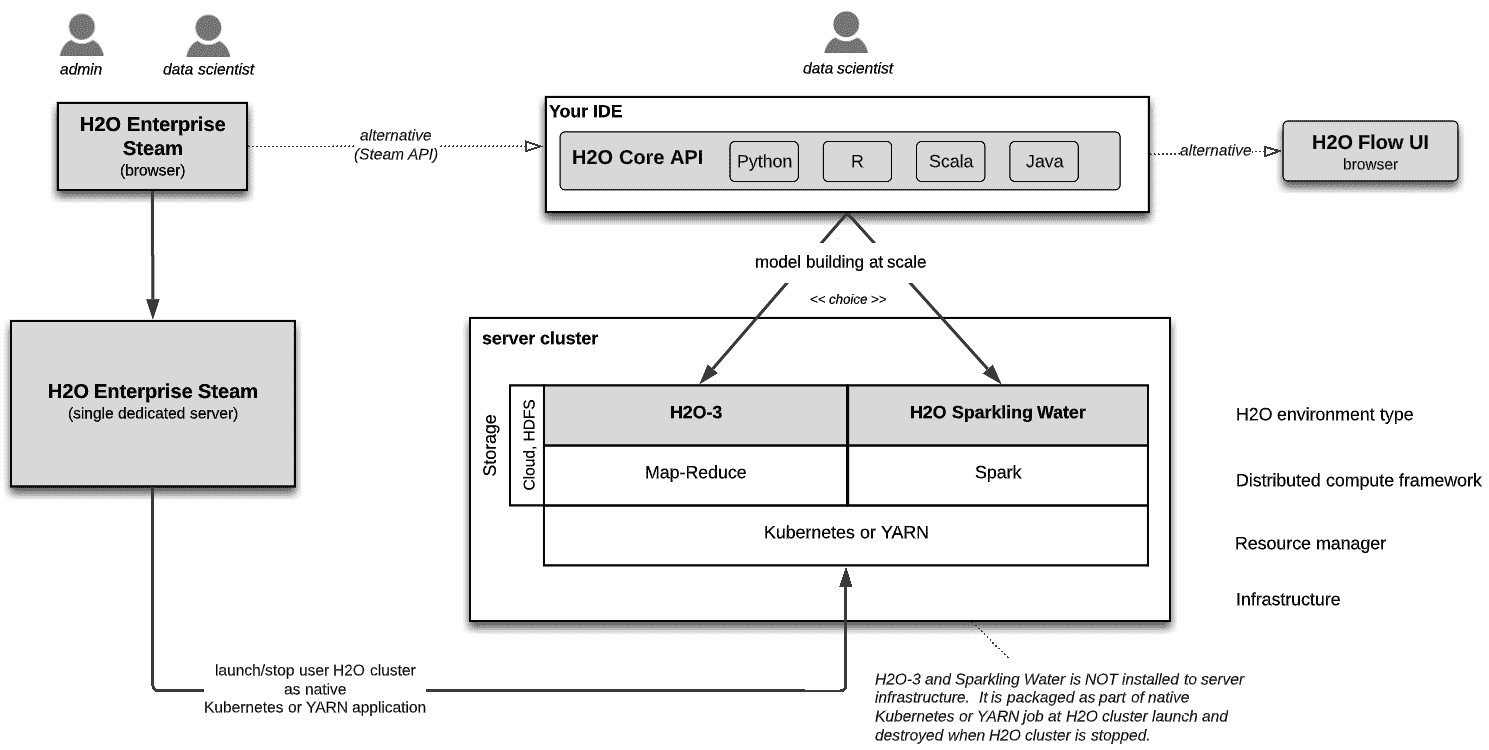 admin
data scientist
data scientist
H2O Enterprise
Steam
(browser)
alternative
(Steam API)
Your IDE
H2O Core API
Python
R
Scala
Java
alternative
H2O Flow UI
browser
model building at scale
<< choice >>
H2O Enterprise Steam
(single dedicated server)
server cluster
Storage
Cloud, HDFS
H2O-3
H2O Sparkling Water
H2O environment type
Map-Reduce
Spark
Distributed compute framework
Kubernetes or YARN
Resource manager
Infrastructure
launch/stop user H2O cluster
as native
Kubernetes or YARN application
H2O-3 and Sparkling Water is NOT installed to server
infrastructure.  It is packaged as part of native
Kubernetes or YARN job at H2O cluster launch and
destroyed when H2O cluster is stopped.